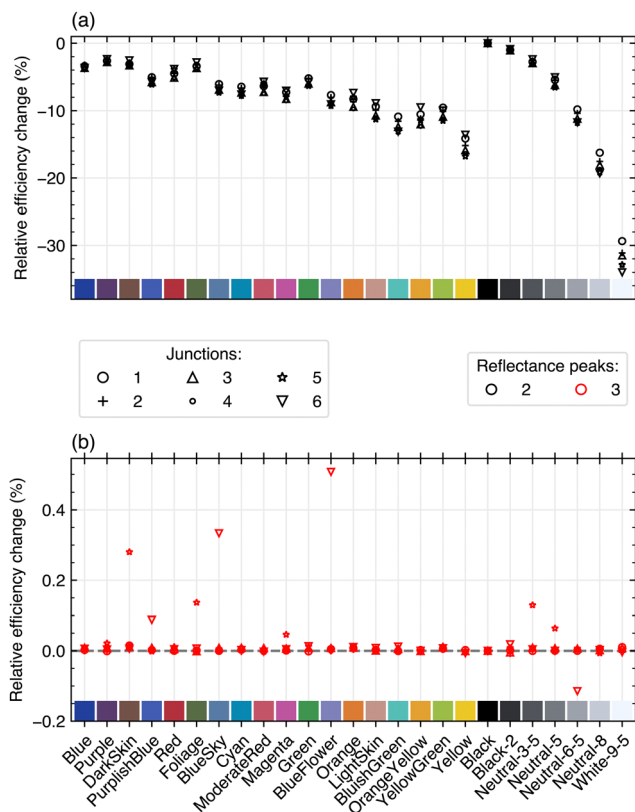 (a)
Relative efficiency change (%)
0
−10
−20
−30
Junctions:
1 3 5
2 4 6
Reflectance peaks:
2 3
(b)
Relative efficiency change (%)
0.4
0.2
0.0
−0.2
Blue
Purple
DarkSkin
PurplishBlue
Red
Foliage
BlueSky
Cyan
ModerateRed
Magenta
Green
BlueFlower
Orange
LightSkin
BluishGreen
OrangeYellow
YellowGreen
Yellow
Black
Black-2
Neutral-3-5
Neutral-5
Neutral-6-5
Neutral-8
White-9-5